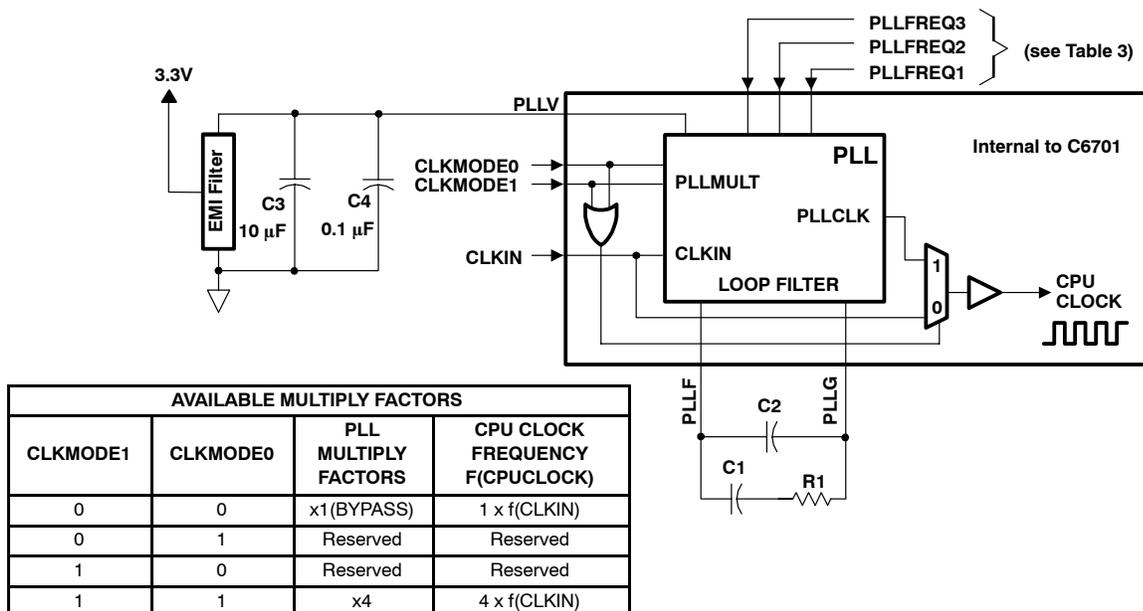 PLLFREQ3
PLLFREQ2
PLLFREQ1
(see Table 3)
3.3V
PLLV
EMI Filter
C3
10 μF
C4
0.1 μF
CLKMODE0
CLKMODE1
CLKIN
Internal to C6701
PLL
PLLMULT
PLLCLK
CLKIN
LOOP FILTER
1
0
CPU
CLOCK
PLLF
PLLG
C2
C1
R1
AVAILABLE MULTIPLY FACTORS
CLKMODE1 CLKMODE0 PLL MULTIPLY FACTORS CPU CLOCK FREQUENCY F(CPUCLOCK)
0 0 x1(BYPASS) 1 x f(CLKIN)
0 1 Reserved Reserved
1 0 Reserved Reserved
1 1 x4 4 x f(CLKIN)